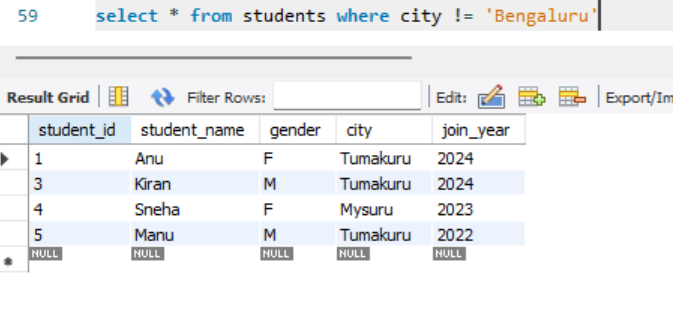 59 select * from students where city != 'Bengaluru'
Result Grid Filter Rows: Edit: Export/Im
student_id student_name gender city join_year
1 Anu F Tumakuru 2024
3 Kiran M Tumakuru 2024
4 Sneha F Mysuru 2023
5 Manu M Tumakuru 2022
NULL NULL NULL NULL NULL